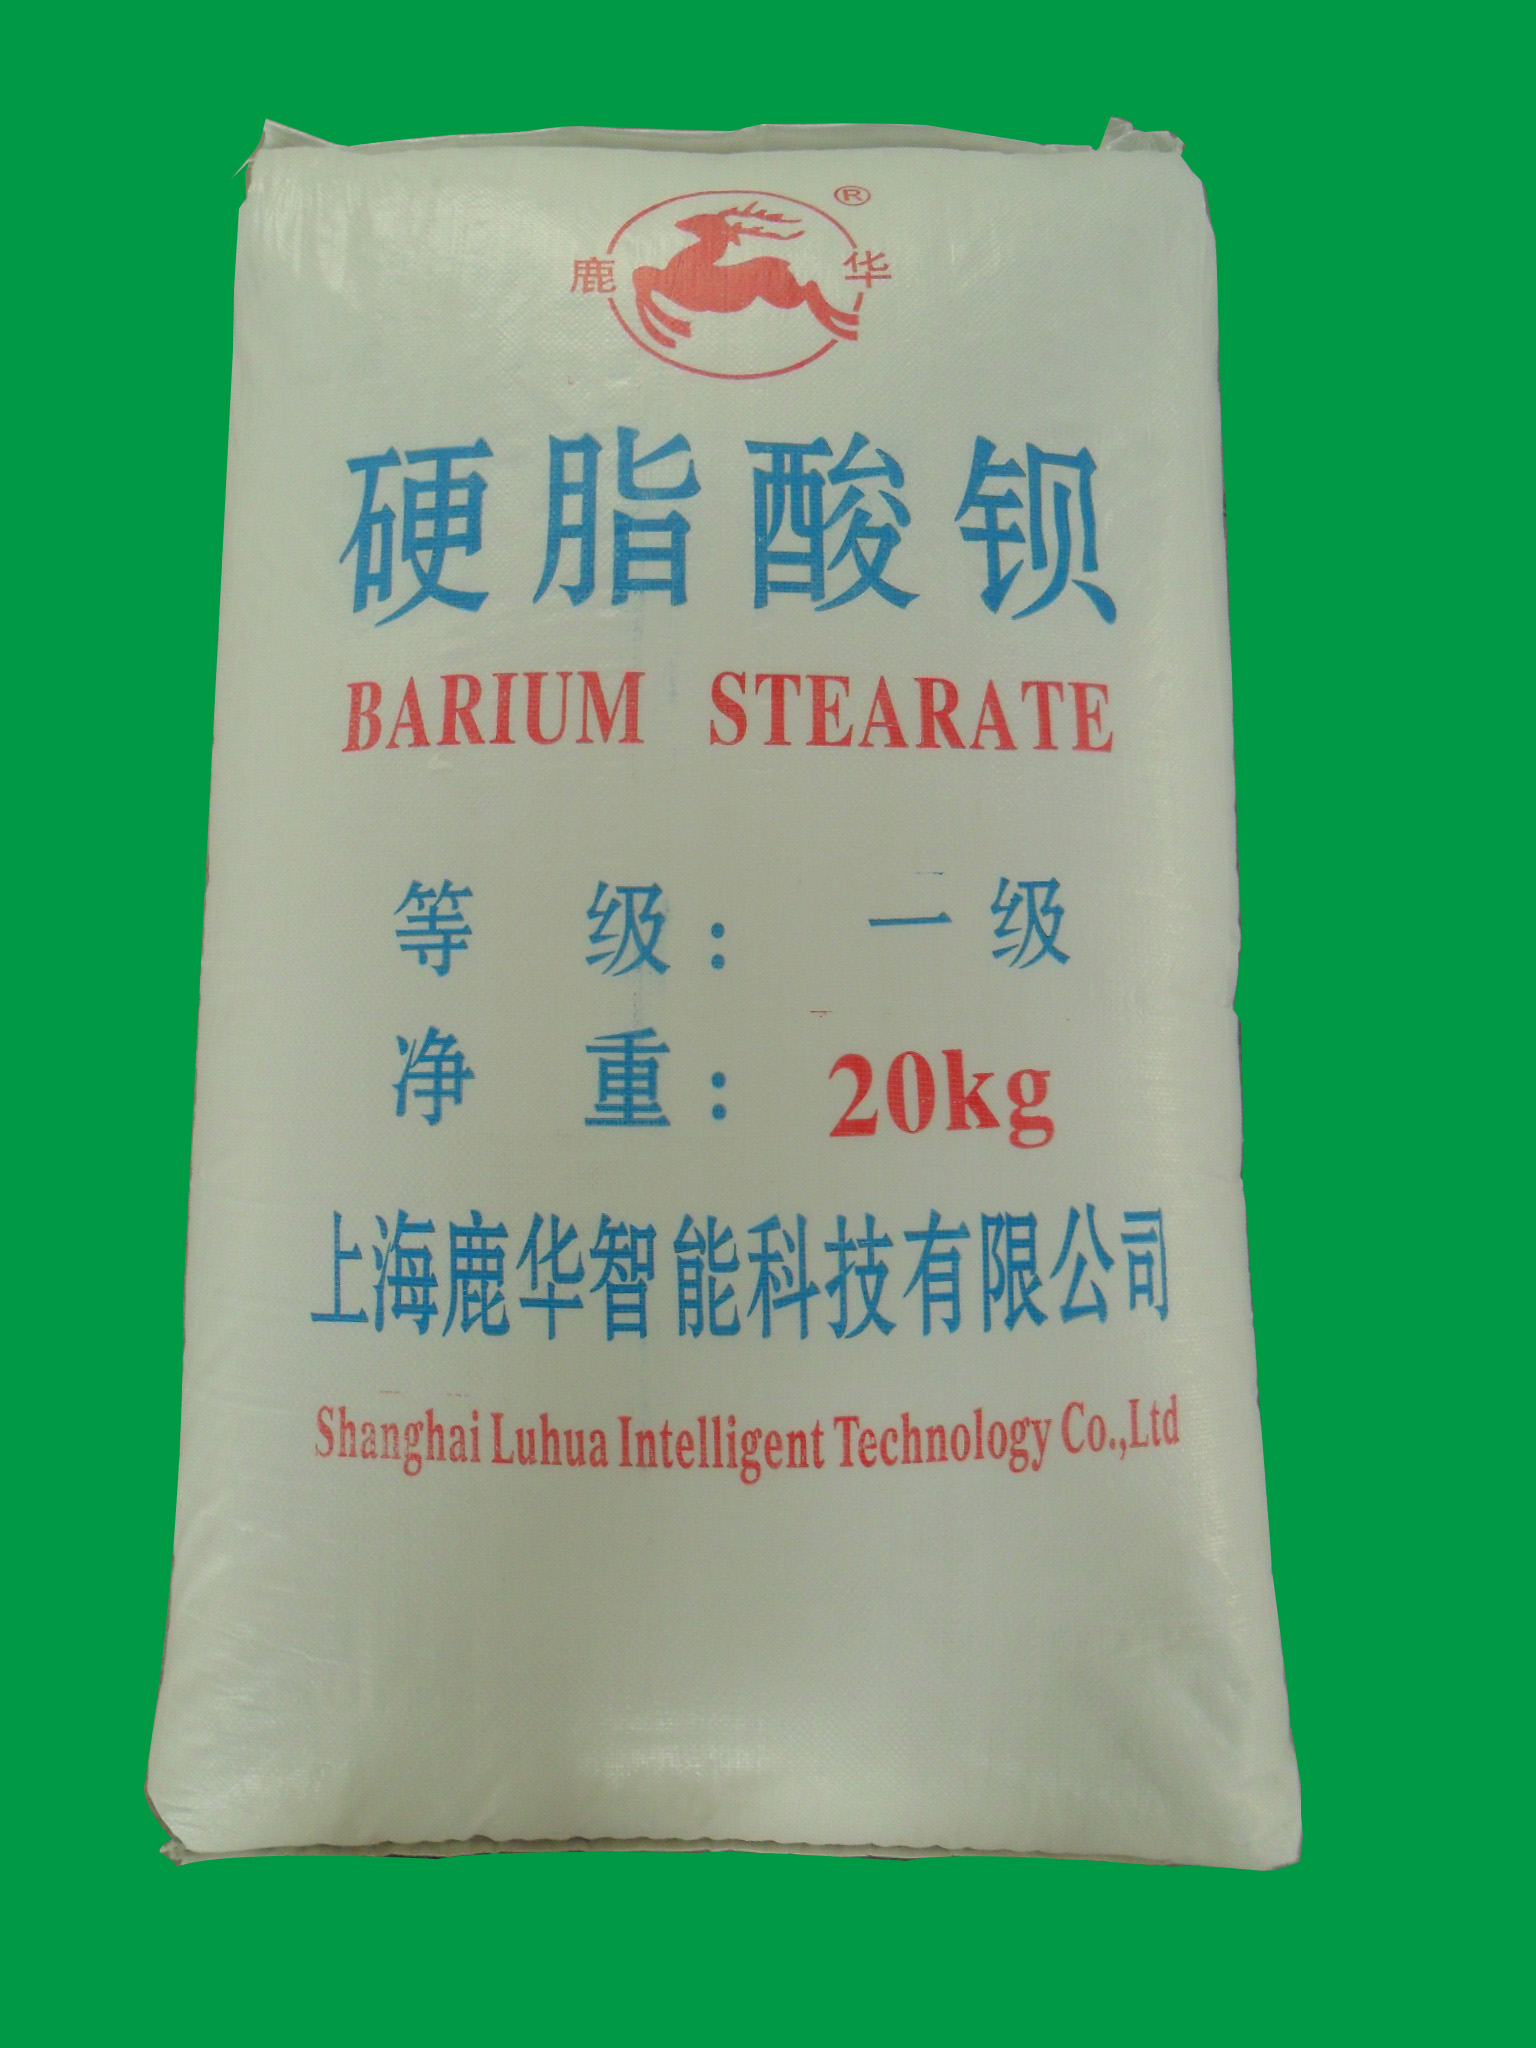 ®
鹿 华
硬脂酸钡
BARIUM STEARATE
等 级： 一级
净 重： 20kg
上海鹿华智能科技有限公司
Shanghai Luhua Intelligent Technology Co.,Ltd